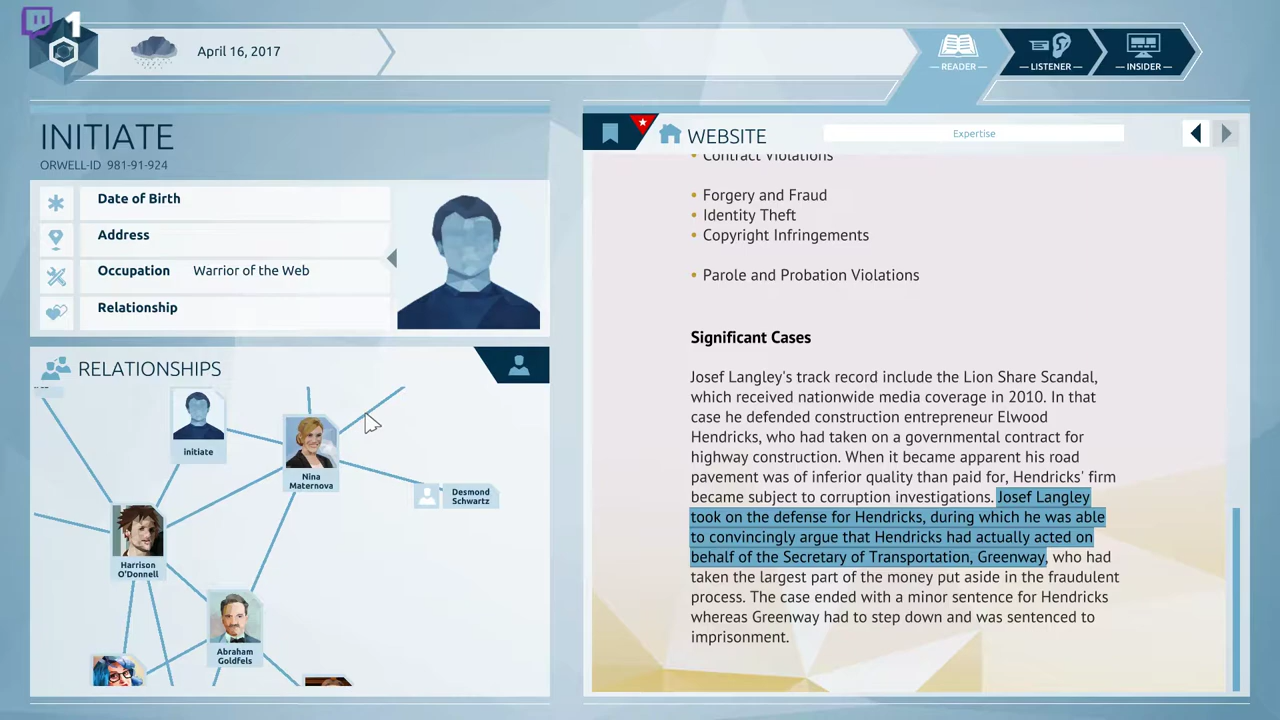 1
April 16, 2017
— READER —
— LISTENER —
— INSIDER —
INITIATE
ORWELL-ID 981-91-924
Date of Birth
Address
Occupation Warrior of the Web
Relationship
RELATIONSHIPS
Initiate
Nina
Maternova
Desmond
Schwartz
Harrison
O'Donnell
Abraham
Goldfels
WEBSITE
Expertise
• Contract Violations
• Forgery and Fraud
• Identity Theft
• Copyright Infringements
• Parole and Probation Violations
Significant Cases
Josef Langley's track record include the Lion Share Scandal,
which received nationwide media coverage in 2010. In that
case he defended construction entrepreneur Elwood
Hendricks, who had taken on a governmental contract for
highway construction. When it became apparent his road
pavement was of inferior quality than paid for, Hendricks' firm
became subject to corruption investigations. Josef Langley
took on the defense for Hendricks, during which he was able
to convincingly argue that Hendricks had actually acted on
behalf of the Secretary of Transportation, Greenway, who had
taken the largest part of the money put aside in the fraudulent
process. The case ended with a minor sentence for Hendricks
whereas Greenway had to step down and was sentenced to
imprisonment.